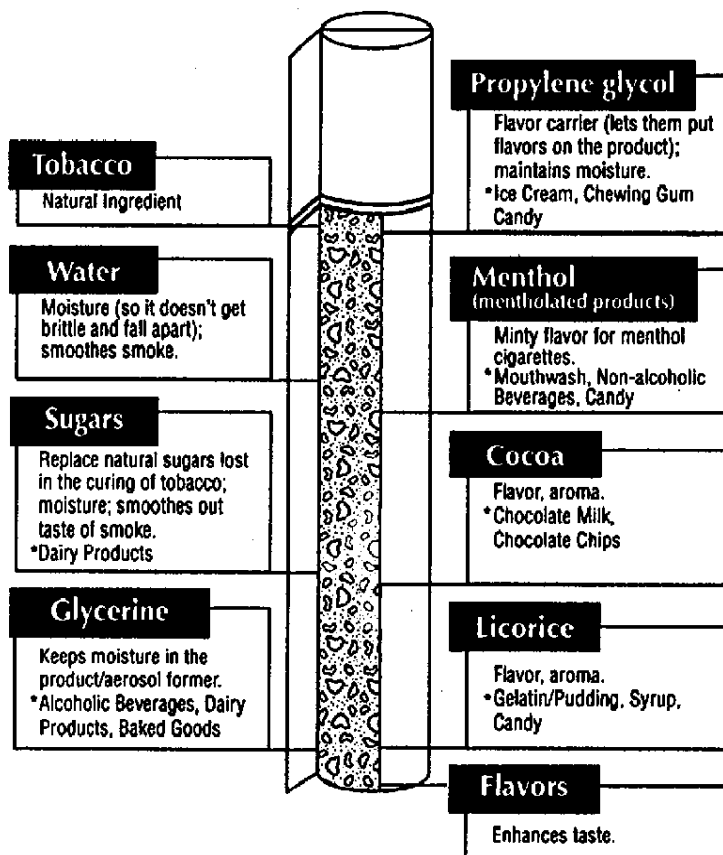 Tobacco
Natural Ingredient
Water
Moisture (so it doesn't get
brittle and fall apart);
smoothes smoke.
Sugars
Replace natural sugars lost
in the curing of tobacco;
moisture; smoothes out
taste of smoke.
*Dairy Products
Glycerine
Keeps moisture in the
product/aerosol former.
*Alcoholic Beverages, Dairy
Products, Baked Goods
Propylene glycol
Flavor carrier (lets them put
flavors on the product);
maintains moisture.
*Ice Cream, Chewing Gum
Candy
Menthol
(mentholated products)
Minty flavor for menthol
cigarettes.
*Mouthwash, Non-alcoholic
Beverages, Candy
Cocoa
Flavor, aroma.
*Chocolate Milk,
Chocolate Chips
Licorice
Flavor, aroma.
*Gelatin/Pudding, Syrup,
Candy
Flavors
Enhances taste.